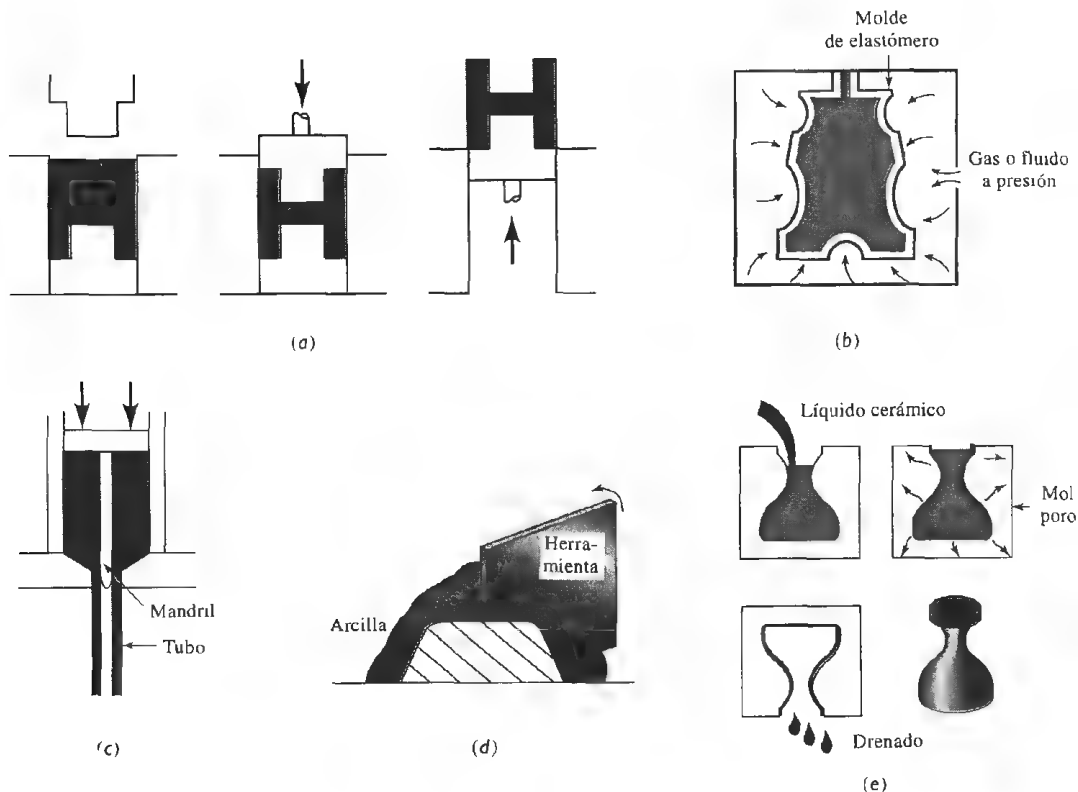 Molde
de elastómero
Gas o fluido
a presión
(a)
(b)
Líquido cerámico
Mol
poro
Herra-
mienta
Mandril
Arcilla
Tubo
Drenado
(c)
(d)
(e)